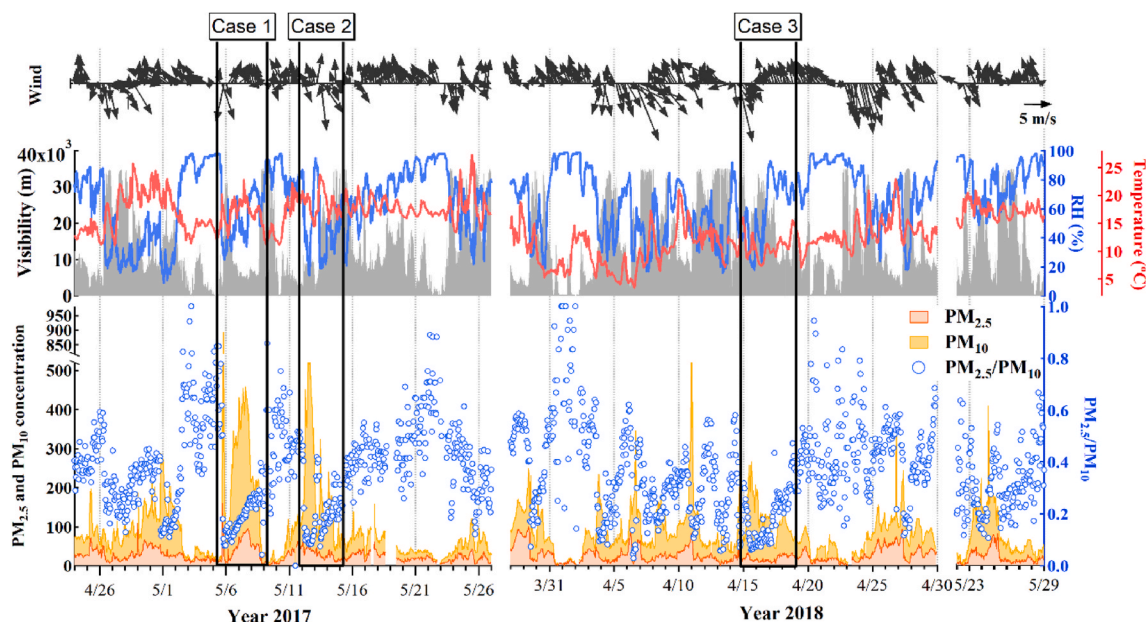 Case 1
Case 2
Case 3
Wind
5 m/s
Visibility (m)
40x10³
30
20
10
0
100
80
60
40
20
0
RH (%)
25
20
15
10
5
Temperature (°C)
PM₂.₅ and PM₁₀ concentration
950
900
850
500
400
300
200
100
0
PM₂.₅
PM₁₀
PM₂.₅/PM₁₀
1.0
0.8
0.6
0.4
0.2
0.0
PM₂.₅/PM₁₀
4/26
5/1
5/6
5/11
5/16
5/21
5/26
3/31
4/5
4/10
4/15
4/20
4/25
4/30
5/23
5/29
Year 2017
Year 2018